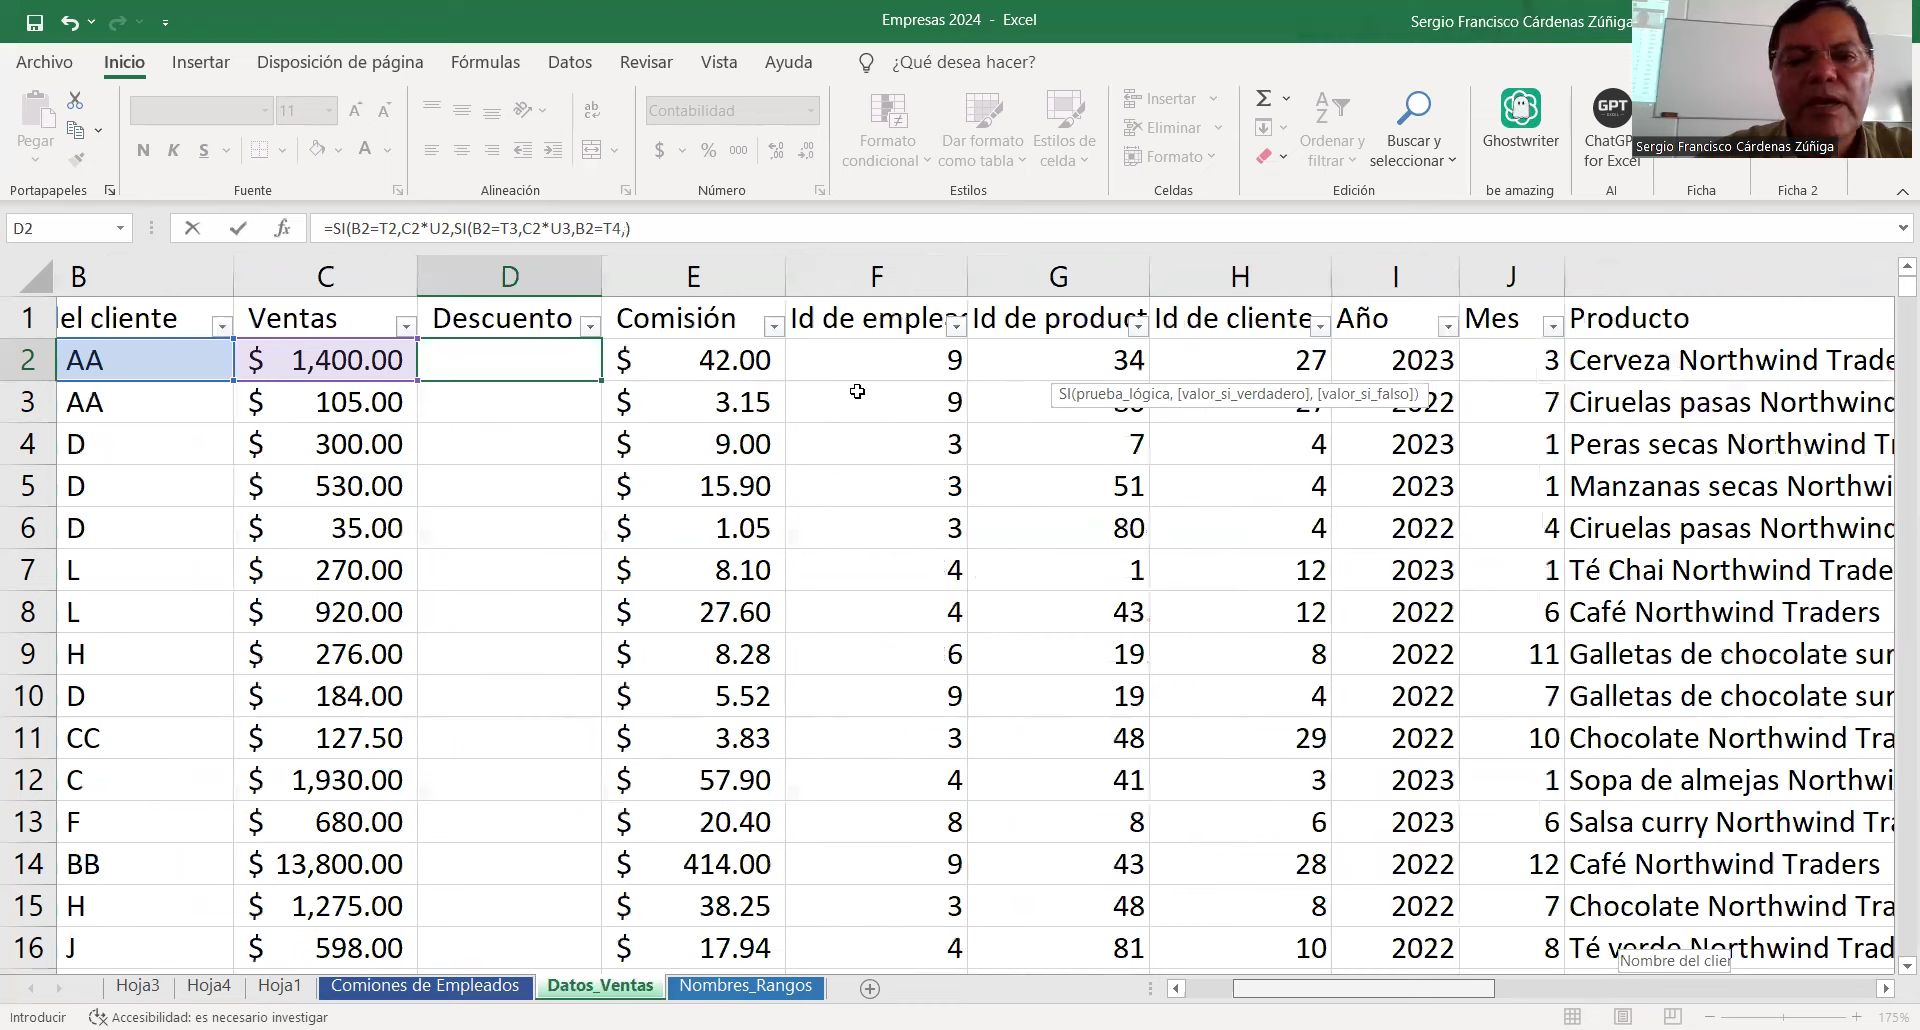 Empresas 2024 - Excel
Sergio Francisco Cárdenas Zúñiga
Archivo Inicio Insertar Disposición de página Fórmulas Datos Revisar Vista Ayuda ¿Qué desea hacer?
Pegar
11
N K S
A
ab
Contabilidad
$ % 000
Formato condicional
Dar formato como tabla
Estilos de celda
Insertar
Eliminar
Formato
Ordenar y filtrar
Buscar y seleccionar
Ghostwriter
GPT
ChatGPT for Excel
Sergio Francisco Cárdenas Zúñiga
Portapapeles Fuente Alineación Número Estilos Celdas Edición be amazing AI Ficha Ficha 2
D2 fx =SI(B2=T2,C2*U2,SI(B2=T3,C2*U3,B2=T4,;)
B C D E F G H I J
1 el cliente Ventas Descuento Comisión Id de emplea Id de product Id de cliente Año Mes Producto
2 AA $ 1,400.00 $ 42.00 9 34 27 2023 3 Cerveza Northwind Trade
SI(prueba_lógica, [valor_si_verdadero], [valor_si_falso])
3 AA $ 105.00 $ 3.15 9 7 Ciruelas pasas Northwind
4 D $ 300.00 $ 9.00 3 7 4 2023 1 Peras secas Northwind T
5 D $ 530.00 $ 15.90 3 51 4 2023 1 Manzanas secas Northwi
6 D $ 35.00 $ 1.05 3 80 4 2022 4 Ciruelas pasas Northwind
7 L $ 270.00 $ 8.10 4 1 12 2023 1 Té Chai Northwind Trade
8 L $ 920.00 $ 27.60 4 43 12 2022 6 Café Northwind Traders
9 H $ 276.00 $ 8.28 6 19 8 2022 11 Galletas de chocolate sur
10 D $ 184.00 $ 5.52 9 19 4 2022 7 Galletas de chocolate sur
11 CC $ 127.50 $ 3.83 3 48 29 2022 10 Chocolate Northwind Tra
12 C $ 1,930.00 $ 57.90 4 41 3 2023 1 Sopa de almejas Northwi
13 F $ 680.00 $ 20.40 8 8 6 2023 6 Salsa curry Northwind Tra
14 BB $ 13,800.00 $ 414.00 9 43 28 2022 12 Café Northwind Traders
15 H $ 1,275.00 $ 38.25 3 48 8 2022 7 Chocolate Northwind Tra
16 J $ 598.00 $ 17.94 4 81 10 2022 8 Té verde Northwind Trad
Nombre del clier
Hoja3 Hoja4 Hoja1 Comiones de Empleados Datos_Ventas Nombres_Rangos
Introducir Accesibilidad: es necesario investigar 175%